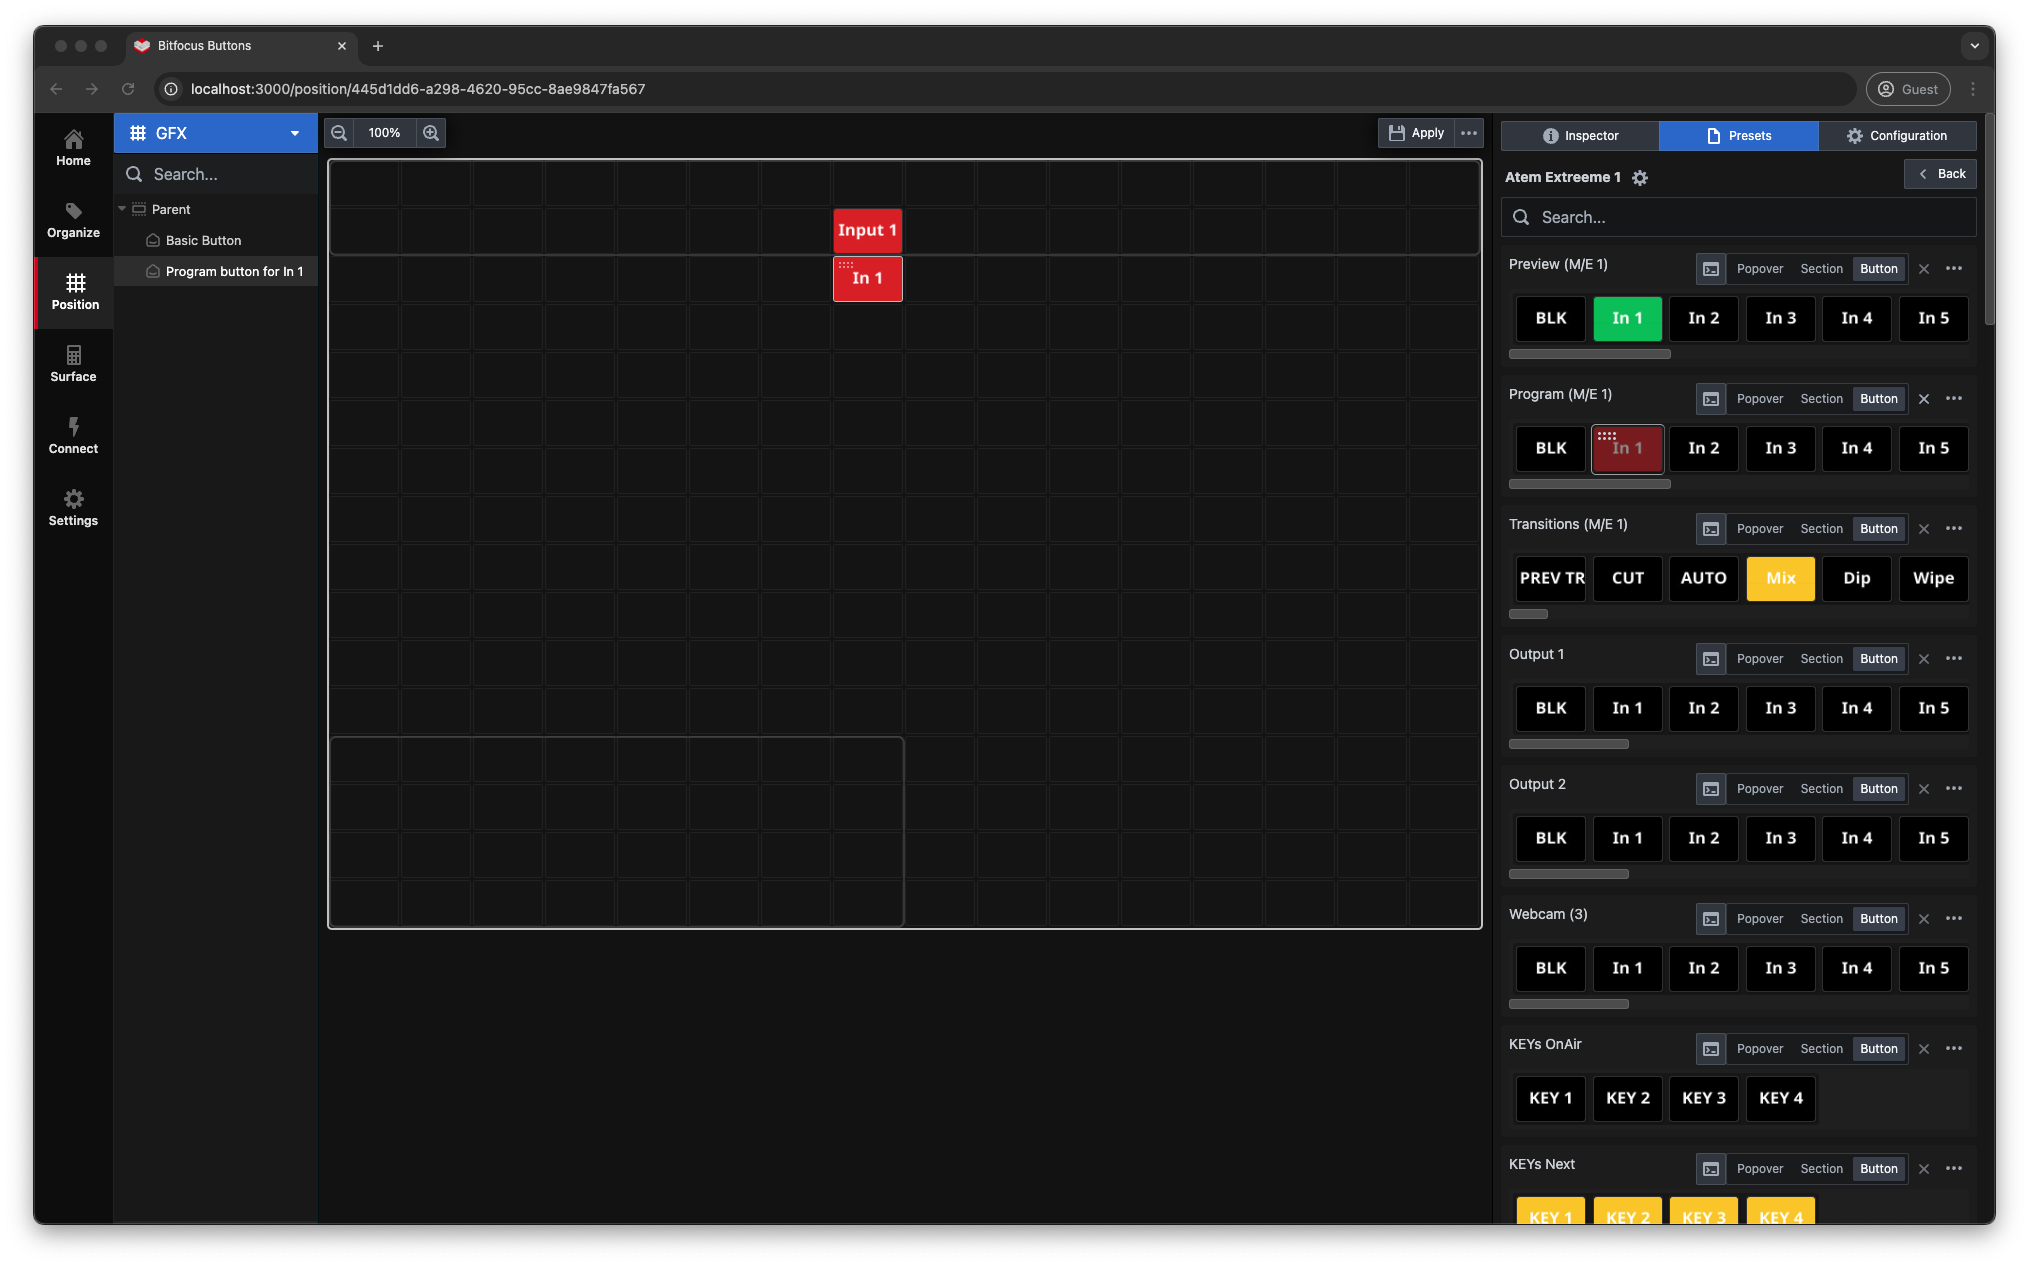 Bitfocus Buttons
localhost:3000/position/445d1dd6-a298-4620-95cc-8ae9847fa567
Guest
Home
Organize
Position
Surface
Connect
Settings
GFX
Search...
Parent
Basic Button
Program button for In 1
100%
Apply
Input 1
In 1
Inspector
Presets
Configuration
Atem Extreeme 1
Back
Search...
Preview (M/E 1)
Popover Section Button
BLK In 1 In 2 In 3 In 4 In 5
Program (M/E 1)
Popover Section Button
BLK In 1 In 2 In 3 In 4 In 5
Transitions (M/E 1)
Popover Section Button
PREV TR CUT AUTO Mix Dip Wipe
Output 1
Popover Section Button
BLK In 1 In 2 In 3 In 4 In 5
Output 2
Popover Section Button
BLK In 1 In 2 In 3 In 4 In 5
Webcam (3)
Popover Section Button
BLK In 1 In 2 In 3 In 4 In 5
KEYs OnAir
Popover Section Button
KEY 1 KEY 2 KEY 3 KEY 4
KEYs Next
Popover Section Button
KEY 1 KEY 2 KEY 3 KEY 4